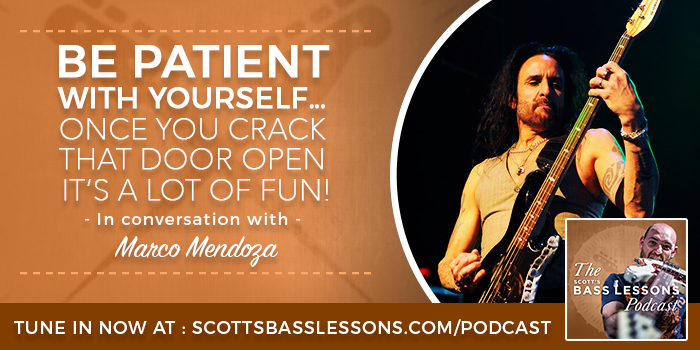 BE PATIENT
WITH YOURSELF...
ONCE YOU CRACK
THAT DOOR OPEN
IT'S A LOT OF FUN!
- In conversation with -
Marco Mendoza
The
SCOTT'S
BASS LESSONS
Podcast
TUNE IN NOW AT : SCOTTSBASSLESSONS.COM/PODCAST